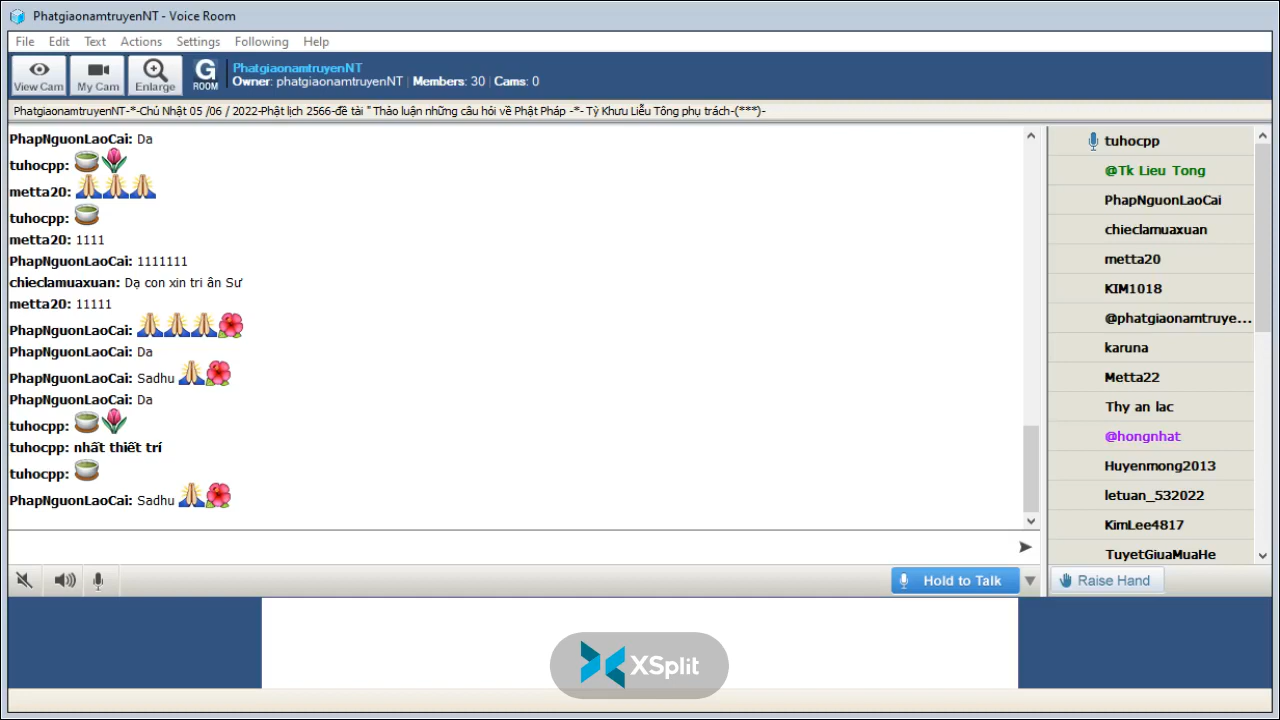 PhatgiaonamtruyenNT - Voice Room
File Edit Text Actions Settings Following Help
View Cam My Cam Enlarge G ROOM
PhatgiaonamtruyenNT
Owner: phatgiaonamtruyenNT | Members: 30 | Cams: 0
PhatgiaonamtruyenNT-*-Chủ Nhật 05 /06 / 2022-Phật lịch 2566-đề tài " Thảo luận những câu hỏi về Phật Pháp -*- Tỳ Khưu Liễu Tông phụ trách-(***)-
PhapNguonLaoCai: Da
tuhocpp:
metta20:
tuhocpp:
metta20: 1111
PhapNguonLaoCai: 1111111
chieclamuaxuan: Dạ con xin tri ân Sư
metta20: 11111
PhapNguonLaoCai:
PhapNguonLaoCai: Da
PhapNguonLaoCai: Sadhu
PhapNguonLaoCai: Da
tuhocpp:
tuhocpp: nhất thiết trí
tuhocpp:
PhapNguonLaoCai: Sadhu
tuhocpp
@Tk Lieu Tong
PhapNguonLaoCai
chieclamuaxuan
metta20
KIM1018
@phatgiaonamtruye...
karuna
Metta22
Thy an lac
@hongnhat
Huyenmong2013
letuan_532022
KimLee4817
TuyetGiuaMuaHe
Hold to Talk
Raise Hand
XSplit